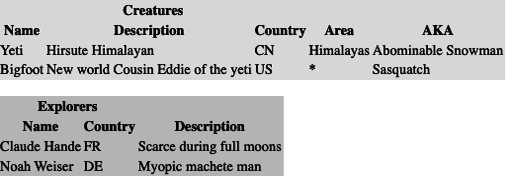 Creatures
Name Description Country Area AKA
Yeti Hirsute Himalayan CN Himalayas Abominable Snowman
Bigfoot New world Cousin Eddie of the yeti US * Sasquatch
Explorers
Name Country Description
Claude Hande FR Scarce during full moons
Noah Weiser DE Myopic machete man